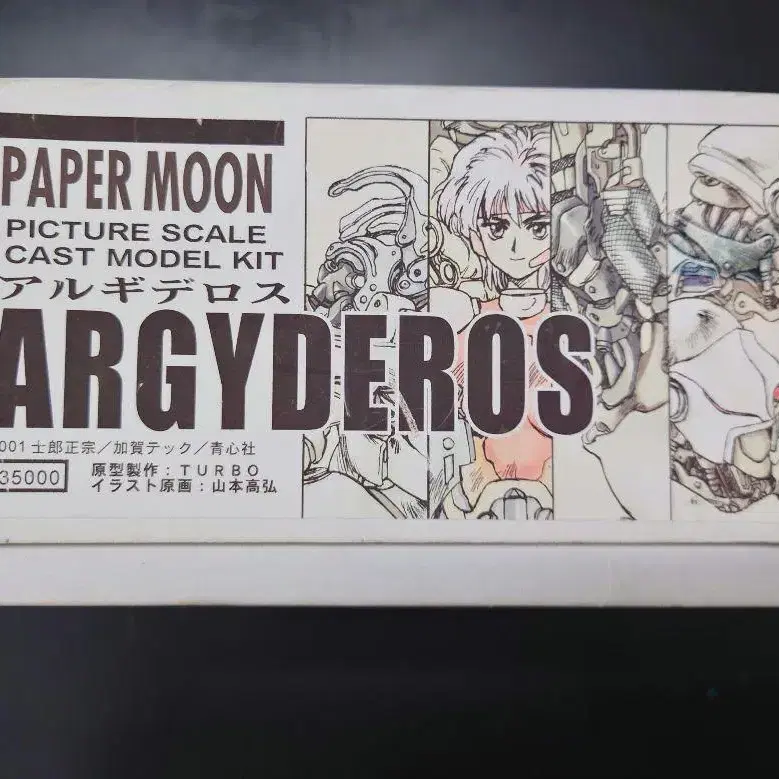 PAPER MOON
PICTURE SCALE
CAST MODEL KIT
アルギデロス
ARGYDEROS
001 士郎正宗／加賀テック／青心社
35000
原型製作：TURBO
イラスト原画：山本高弘